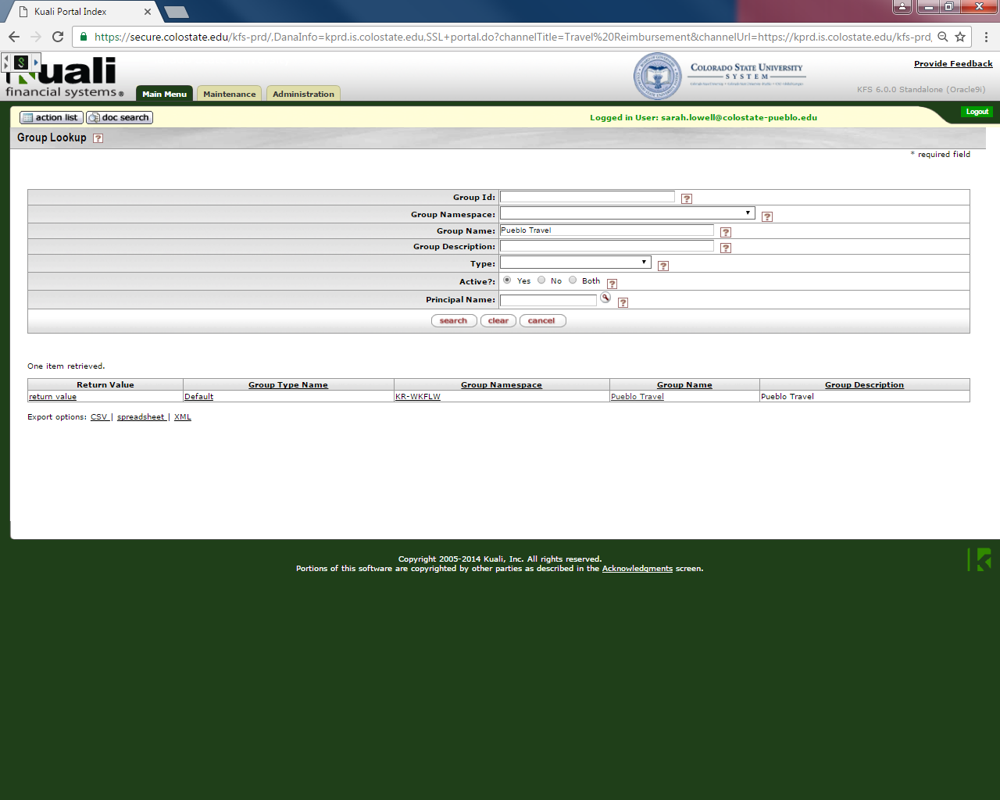 Kuali Portal Index
https://secure.colostate.edu/kfs-prd/,DanaInfo=kprd.is.colostate.edu,SSL+portal.do?channelTitle=Travel%20Reimbursement&channelUrl=https://kprd.is.colostate.edu/kfs-prd
Kuali
financial systems
Main Menu
Maintenance
Administration
COLORADO STATE UNIVERSITY
SYSTEM
Provide Feedback
KFS 6.0.0 Standalone (Oracle9i)
action list
doc search
Logged in User: sarah.lowell@colostate-pueblo.edu
Logout
Group Lookup ?
* required field
Group Id: ?
Group Namespace: ?
Group Name: Pueblo Travel ?
Group Description: ?
Type: ?
Active?: Yes No Both ?
Principal Name: ?
search clear cancel
One item retrieved.
Return Value Group Type Name Group Namespace Group Name Group Description
return value Default KR-WKFLW Pueblo Travel Pueblo Travel
Export options: CSV | spreadsheet | XML
Copyright 2005-2014 Kuali, Inc. All rights reserved.
Portions of this software are copyrighted by other parties as described in the Acknowledgments screen.